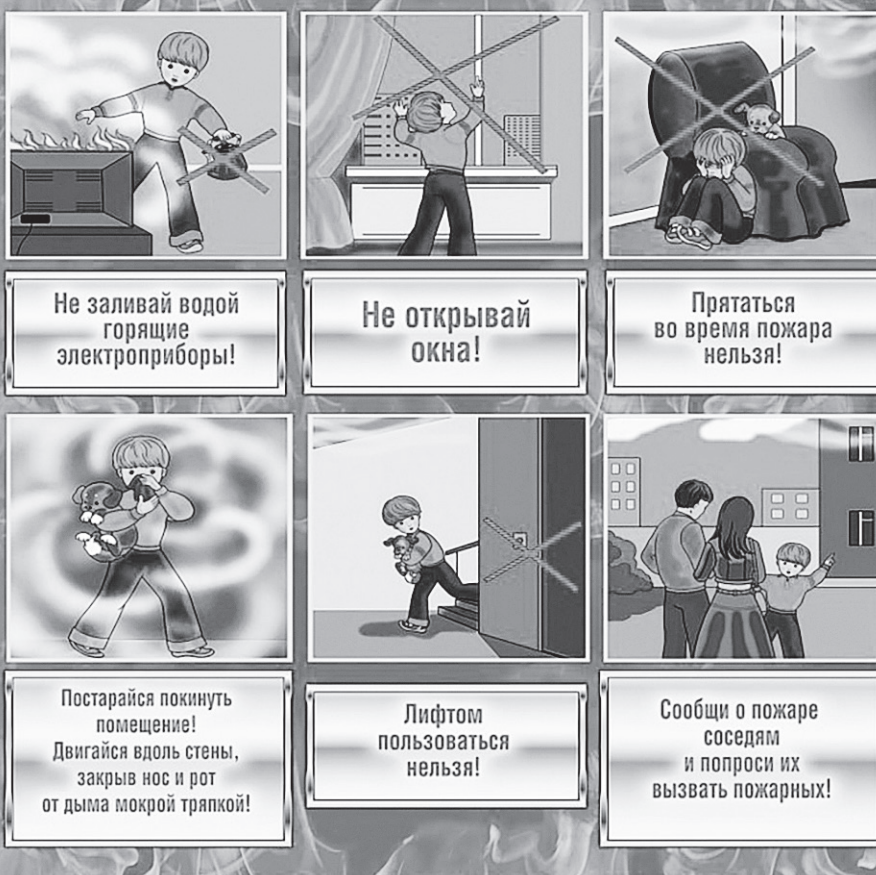 Не заливай водой
горящие
электроприборы!
Не открывай
окна!
Прятаться
во время пожара
нельзя!
Постарайся покинуть
помещение!
Двигайся вдоль стены,
закрыв нос и рот
от дыма мокрой тряпкой!
Лифтом
пользоваться
нельзя!
Сообщи о пожаре
соседям
и попроси их
вызвать пожарных!